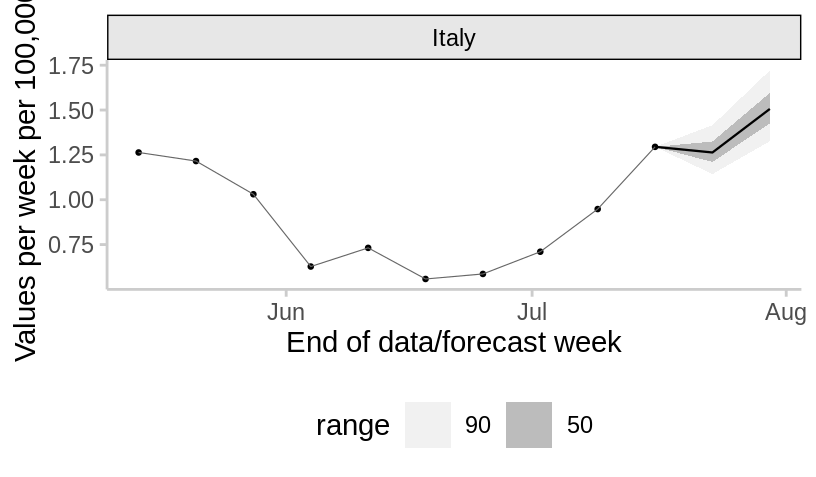 Italy
Values per week per 100,000
1.75
1.50
1.25
1.00
0.75
Jun Jul Aug
End of data/forecast week
range 90 50